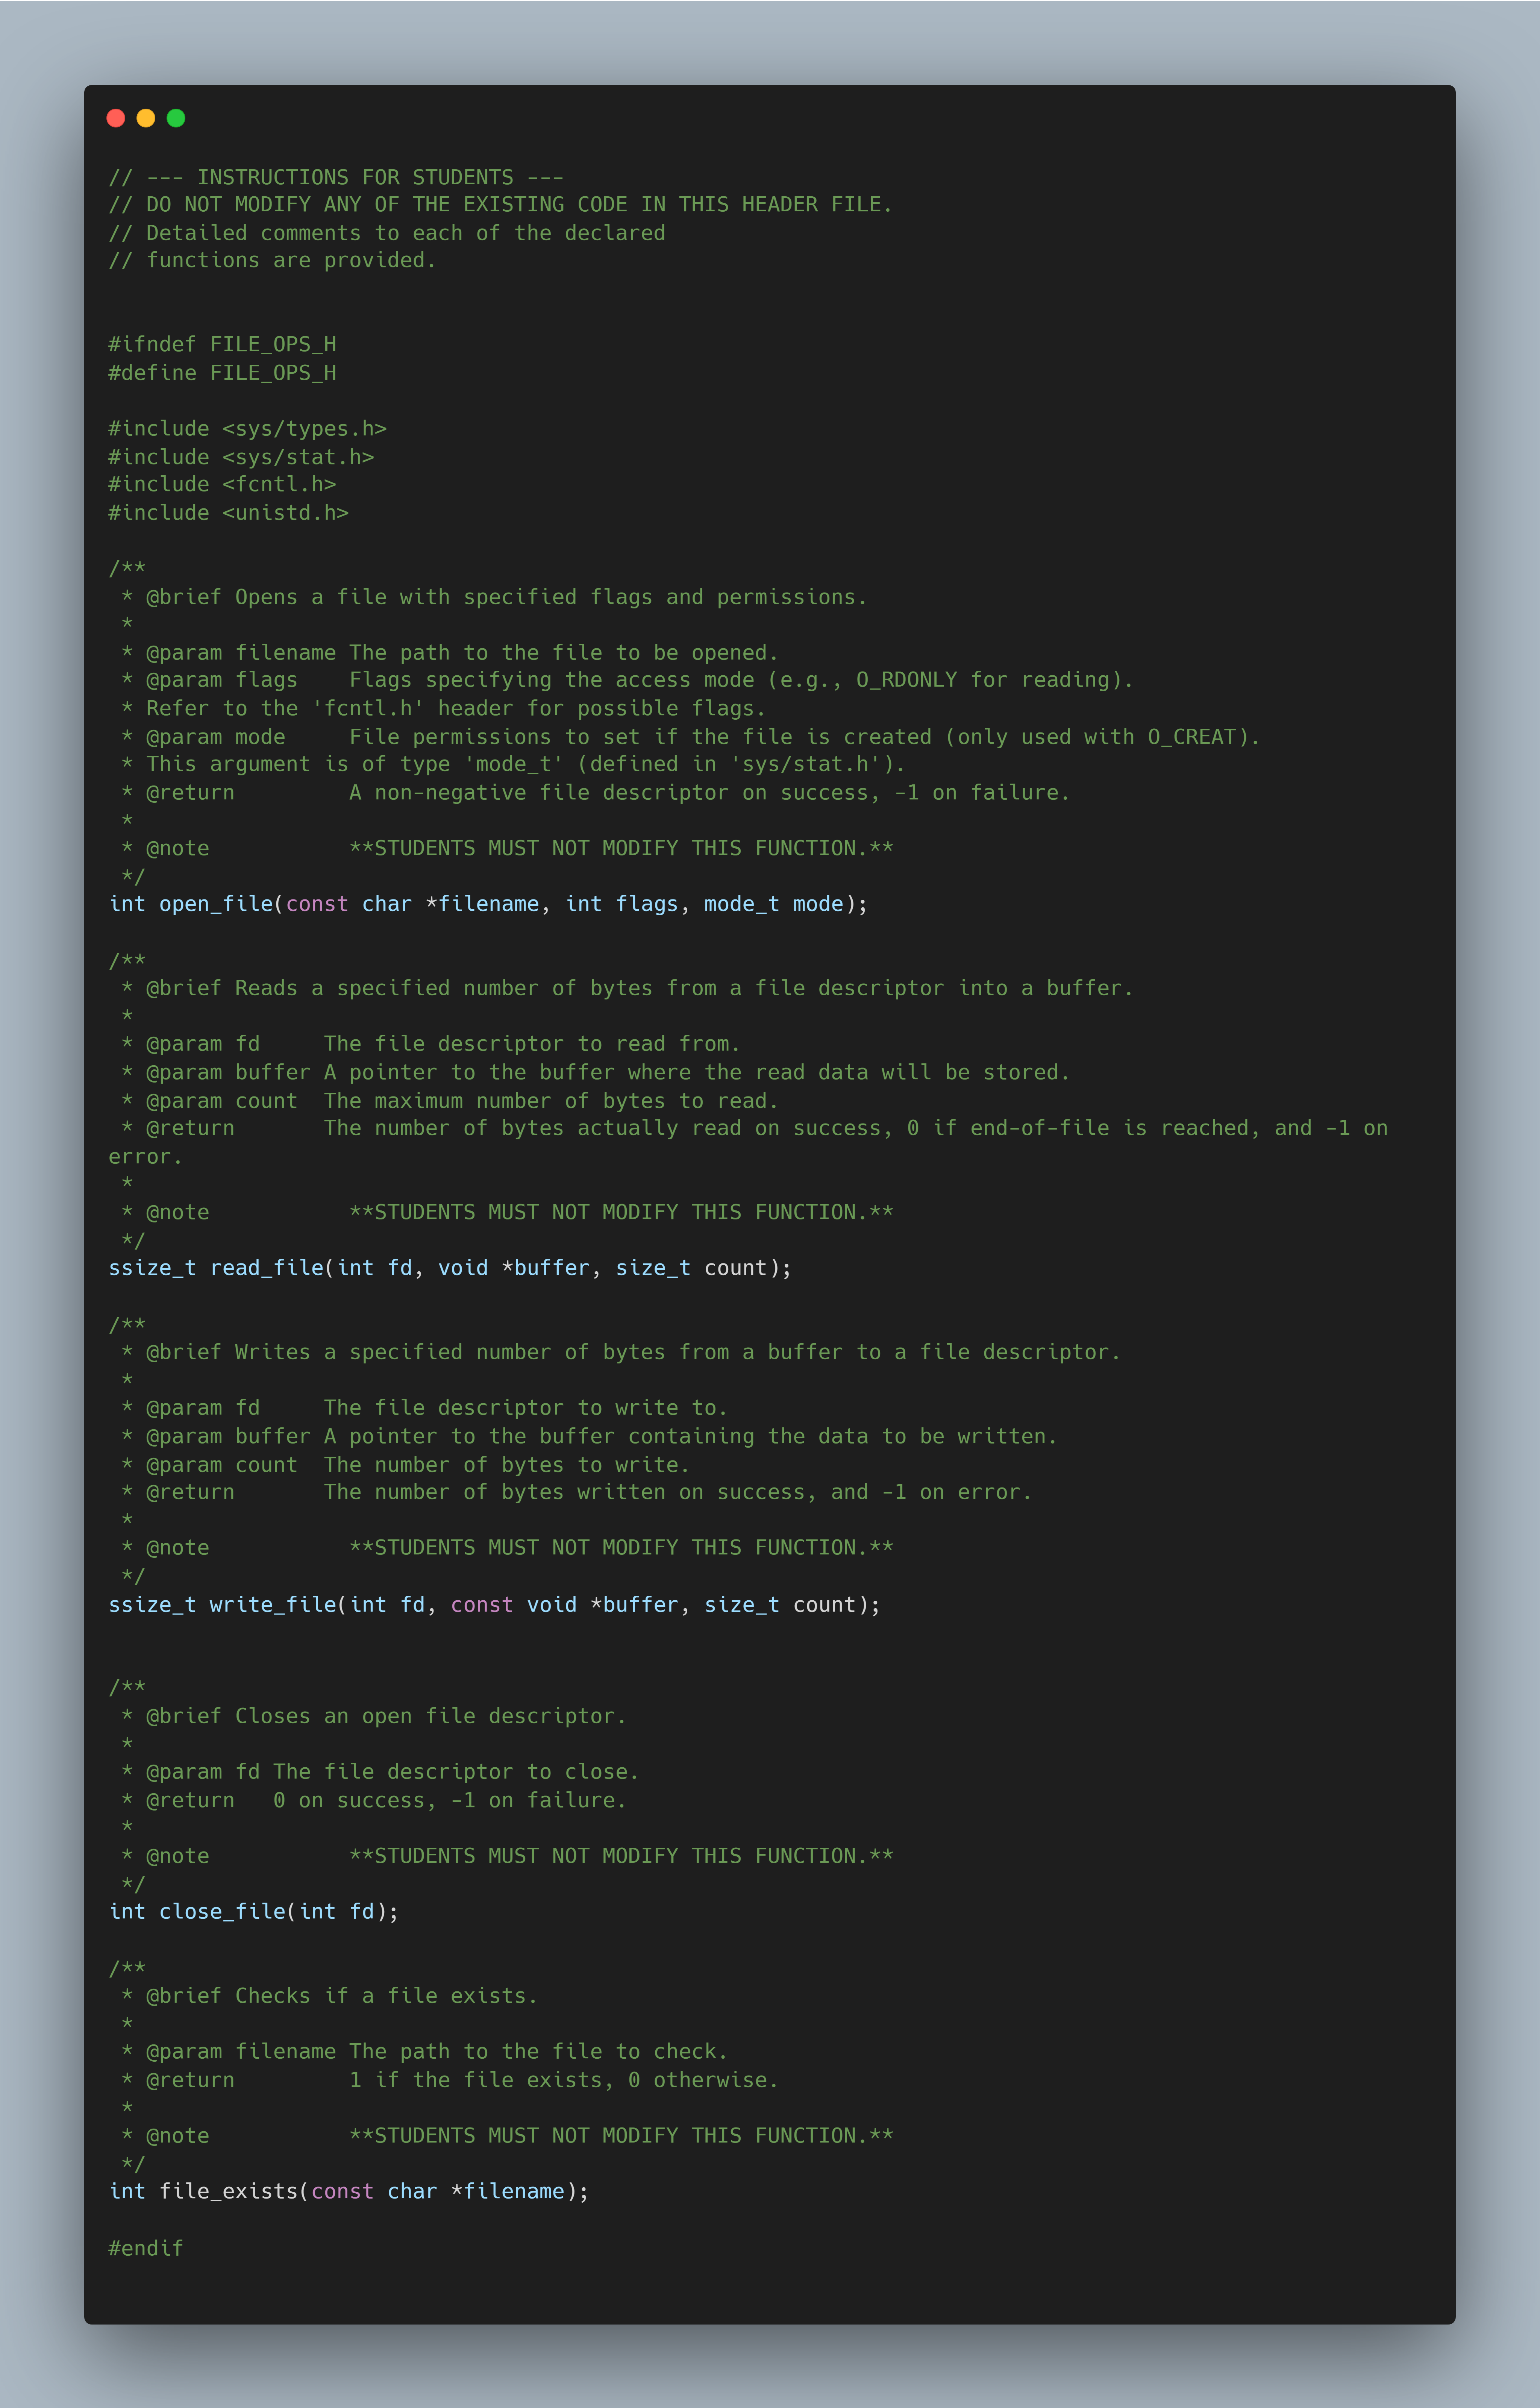 // --- INSTRUCTIONS FOR STUDENTS ---
// DO NOT MODIFY ANY OF THE EXISTING CODE IN THIS HEADER FILE.
// Detailed comments to each of the declared
// functions are provided.


#ifndef FILE_OPS_H
#define FILE_OPS_H

#include <sys/types.h>
#include <sys/stat.h>
#include <fcntl.h>
#include <unistd.h>

/**
 * @brief Opens a file with specified flags and permissions.
 *
 * @param filename The path to the file to be opened.
 * @param flags    Flags specifying the access mode (e.g., O_RDONLY for reading).
 * Refer to the 'fcntl.h' header for possible flags.
 * @param mode     File permissions to set if the file is created (only used with O_CREAT).
 * This argument is of type 'mode_t' (defined in 'sys/stat.h').
 * @return         A non-negative file descriptor on success, -1 on failure.
 *
 * @note           **STUDENTS MUST NOT MODIFY THIS FUNCTION.**
 */
int open_file(const char *filename, int flags, mode_t mode);

/**
 * @brief Reads a specified number of bytes from a file descriptor into a buffer.
 *
 * @param fd     The file descriptor to read from.
 * @param buffer A pointer to the buffer where the read data will be stored.
 * @param count  The maximum number of bytes to read.
 * @return       The number of bytes actually read on success, 0 if end-of-file is reached, and -1 on
error.
 *
 * @note           **STUDENTS MUST NOT MODIFY THIS FUNCTION.**
 */
ssize_t read_file(int fd, void *buffer, size_t count);

/**
 * @brief Writes a specified number of bytes from a buffer to a file descriptor.
 *
 * @param fd     The file descriptor to write to.
 * @param buffer A pointer to the buffer containing the data to be written.
 * @param count  The number of bytes to write.
 * @return       The number of bytes written on success, and -1 on error.
 *
 * @note           **STUDENTS MUST NOT MODIFY THIS FUNCTION.**
 */
ssize_t write_file(int fd, const void *buffer, size_t count);


/**
 * @brief Closes an open file descriptor.
 *
 * @param fd The file descriptor to close.
 * @return   0 on success, -1 on failure.
 *
 * @note           **STUDENTS MUST NOT MODIFY THIS FUNCTION.**
 */
int close_file(int fd);

/**
 * @brief Checks if a file exists.
 *
 * @param filename The path to the file to check.
 * @return         1 if the file exists, 0 otherwise.
 *
 * @note           **STUDENTS MUST NOT MODIFY THIS FUNCTION.**
 */
int file_exists(const char *filename);

#endif